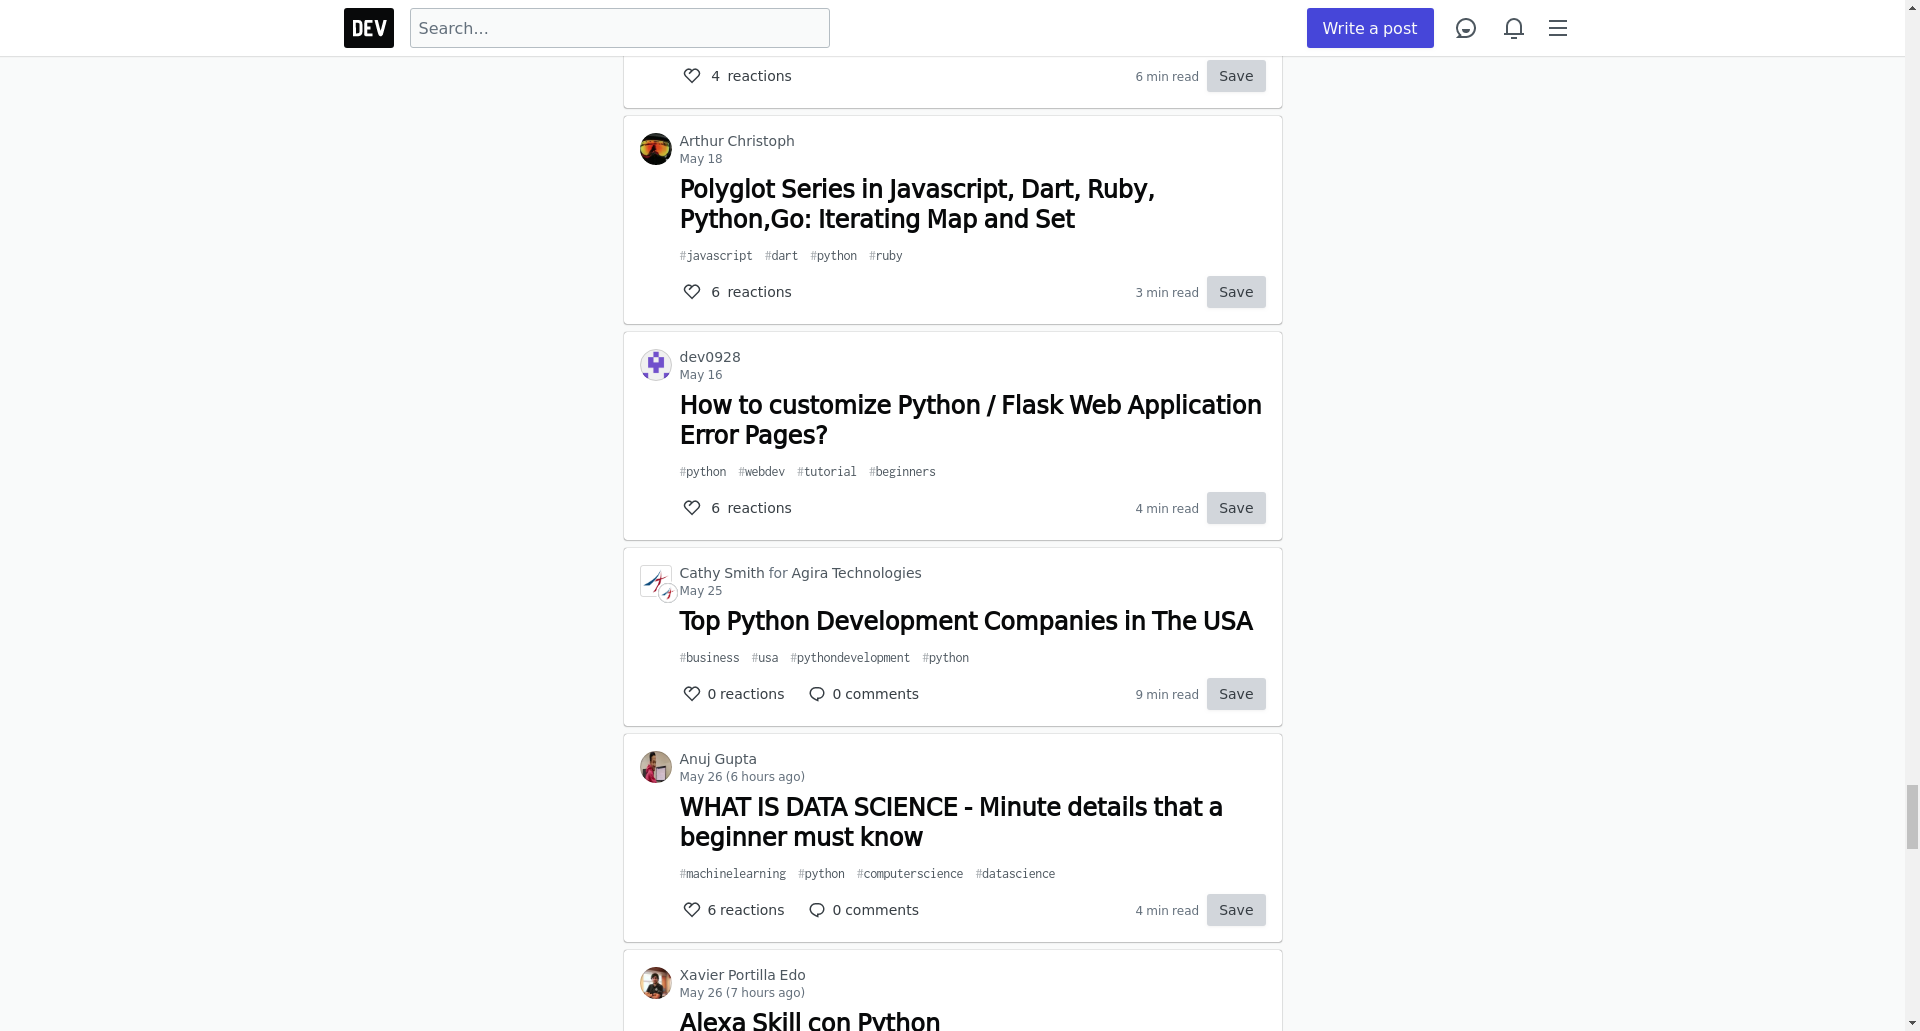 DEV
Search...
Write a post
4 reactions
6 min read
Save
Arthur Christoph
May 18
Polyglot Series in Javascript, Dart, Ruby,
Python,Go: Iterating Map and Set
#javascript #dart #python #ruby
6 reactions
3 min read
Save
dev0928
May 16
How to customize Python / Flask Web Application
Error Pages?
#python #webdev #tutorial #beginners
6 reactions
4 min read
Save
Cathy Smith for Agira Technologies
May 25
Top Python Development Companies in The USA
#business #usa #pythondevelopment #python
0 reactions
0 comments
9 min read
Save
Anuj Gupta
May 26 (6 hours ago)
WHAT IS DATA SCIENCE - Minute details that a
beginner must know
#machinelearning #python #computerscience #datascience
6 reactions
0 comments
4 min read
Save
Xavier Portilla Edo
May 26 (7 hours ago)
Alexa Skill con Python